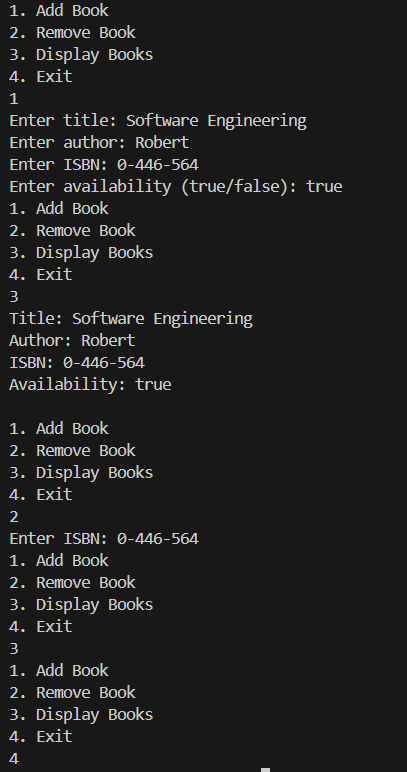 1. Add Book
2. Remove Book
3. Display Books
4. Exit
1
Enter title: Software Engineering
Enter author: Robert
Enter ISBN: 0-446-564
Enter availability (true/false): true
1. Add Book
2. Remove Book
3. Display Books
4. Exit
3
Title: Software Engineering
Author: Robert
ISBN: 0-446-564
Availability: true

1. Add Book
2. Remove Book
3. Display Books
4. Exit
2
Enter ISBN: 0-446-564
1. Add Book
2. Remove Book
3. Display Books
4. Exit
3
1. Add Book
2. Remove Book
3. Display Books
4. Exit
4